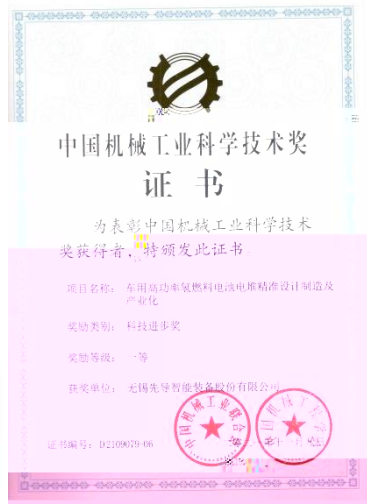 中国机械工业科学技术奖
证书
为表彰中国机械工业科学技术
奖获得者，特颁发此证书
项目名称：车用高功率氢燃料电池电堆精准设计制造及
产业化
奖励类别：科技进步奖
奖励等级：一等
获奖单位：无锡先导智能装备股份有限公司
证书编号：D2109079-06